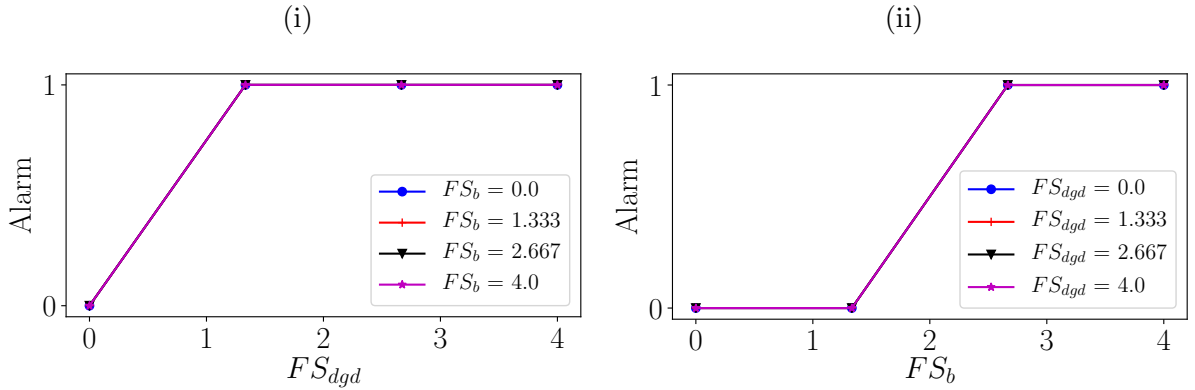 (i)
Alarm
1
0
0 1 2 3 4
FS_{dgd}
FS_b = 0.0
FS_b = 1.333
FS_b = 2.667
FS_b = 4.0
(ii)
Alarm
1
0
0 1 2 3 4
FS_b
FS_{dgd} = 0.0
FS_{dgd} = 1.333
FS_{dgd} = 2.667
FS_{dgd} = 4.0